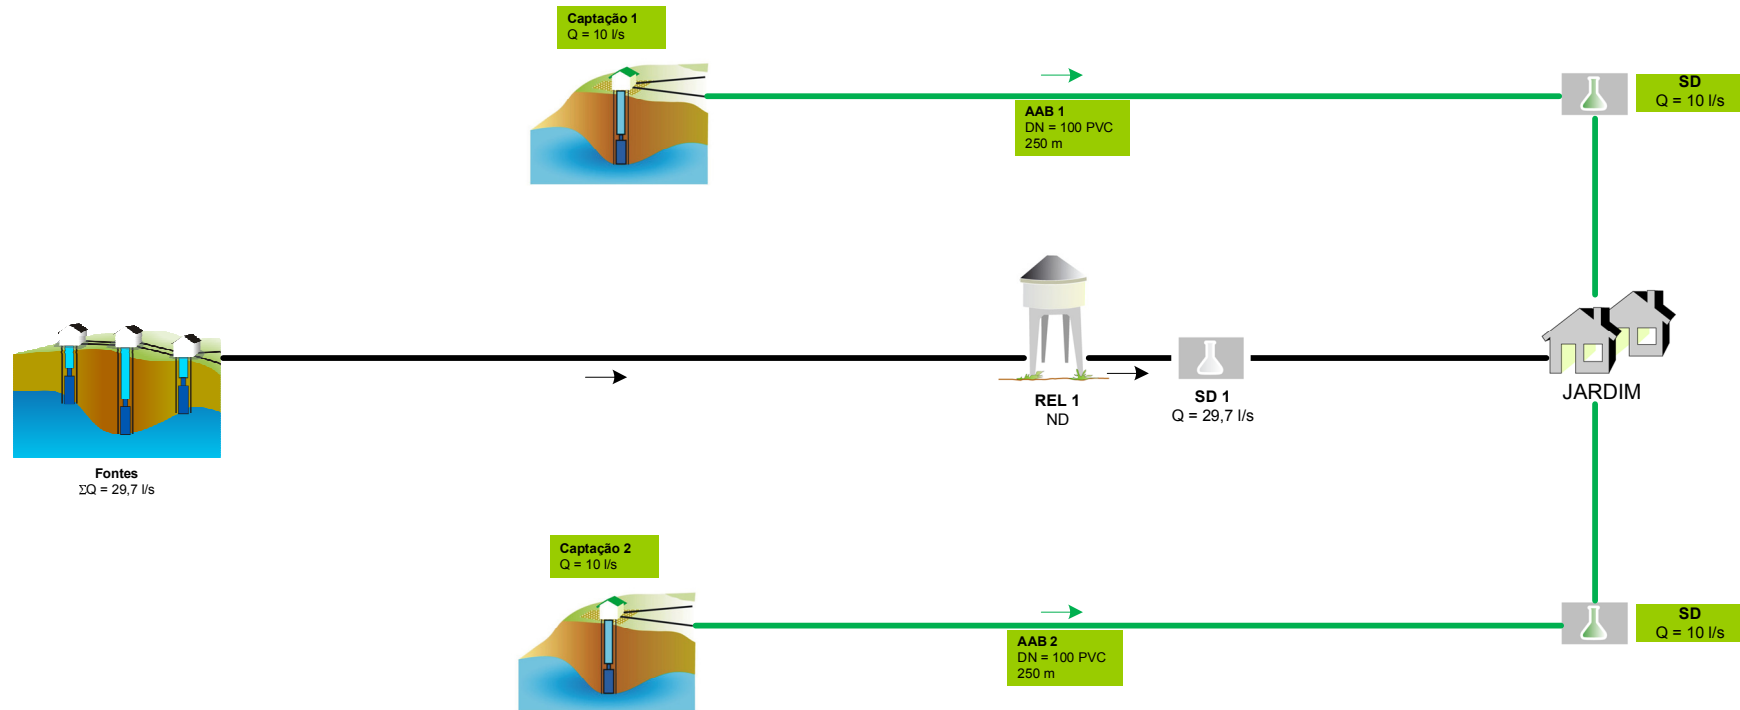 Captação 1
Q = 10 l/s
AAB 1
DN = 100 PVC
250 m
SD
Q = 10 l/s
REL 1
ND
SD 1
Q = 29,7 l/s
JARDIM
Fontes
ΣQ = 29,7 l/s
Captação 2
Q = 10 l/s
AAB 2
DN = 100 PVC
250 m
SD
Q = 10 l/s